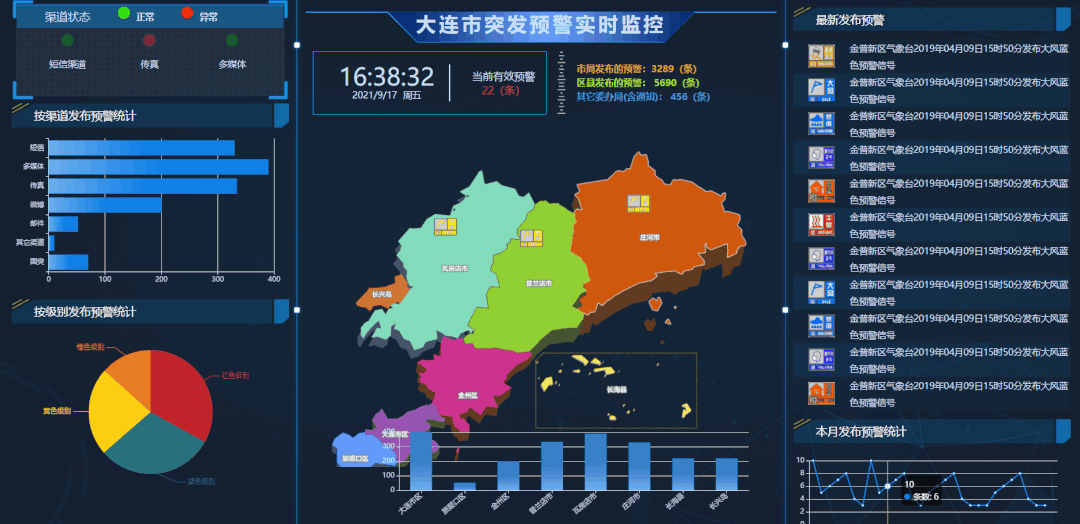 渠道状态
正常
异常
短信渠道
传真
多媒体
按渠道发布预警统计
短信
多媒体
传真
微博
邮件
其它渠道
国突
0
100
200
300
400
按级别发布预警统计
橙色级别
红色级别
黄色级别
蓝色级别
大连市突发预警实时监控
16:38:32
2021/9/17 周五
当前有效预警
22（条）
市局发布的预警：3289（条）
区县发布的预警： 5690（条）
其它委办局(含通知)： 456（条）
庄河市
瓦房店市
普兰店市
长兴岛
长海县
金州区
大连市区
旅顺口区
400
300
200
100
0
大连市区
旅顺口区
金州区
普兰店市
瓦房店市
庄河市
长海县
长兴岛
最新发布预警
金普新区气象台2019年04月09日15时50分发布大风蓝
色预警信号
金普新区气象台2019年04月09日15时50分发布大风蓝
色预警信号
金普新区气象台2019年04月09日15时50分发布大风蓝
色预警信号
金普新区气象台2019年04月09日15时50分发布大风蓝
色预警信号
金普新区气象台2019年04月09日15时50分发布大风蓝
色预警信号
金普新区气象台2019年04月09日15时50分发布大风蓝
色预警信号
金普新区气象台2019年04月09日15时50分发布大风蓝
色预警信号
金普新区气象台2019年04月09日15时50分发布大风蓝
色预警信号
金普新区气象台2019年04月09日15时50分发布大风蓝
色预警信号
金普新区气象台2019年04月09日15时50分发布大风蓝
色预警信号
金普新区气象台2019年04月09日15时50分发布大风蓝
色预警信号
本月发布预警统计
10
8
6
4
2
0
10
条数: 6